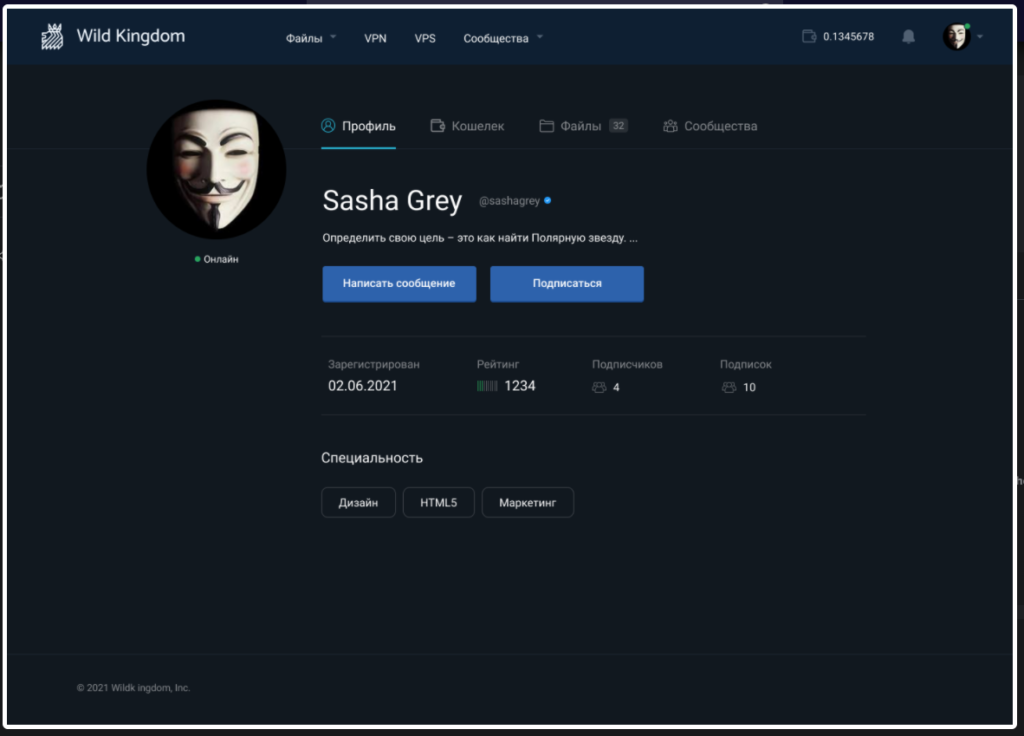 Wild Kingdom
Файлы VPN VPS Сообщества 0.1345678
Профиль Кошелек Файлы 32 Сообщества
Sasha Grey @sashagrey
Определить свою цель – это как найти Полярную звезду. ...
Онлайн
Написать сообщение Подписаться
Зарегистрирован Рейтинг Подписчиков Подписок
02.06.2021 1234 4 10
Специальность
Дизайн HTML5 Маркетинг
© 2021 Wildk ingdom, Inc.